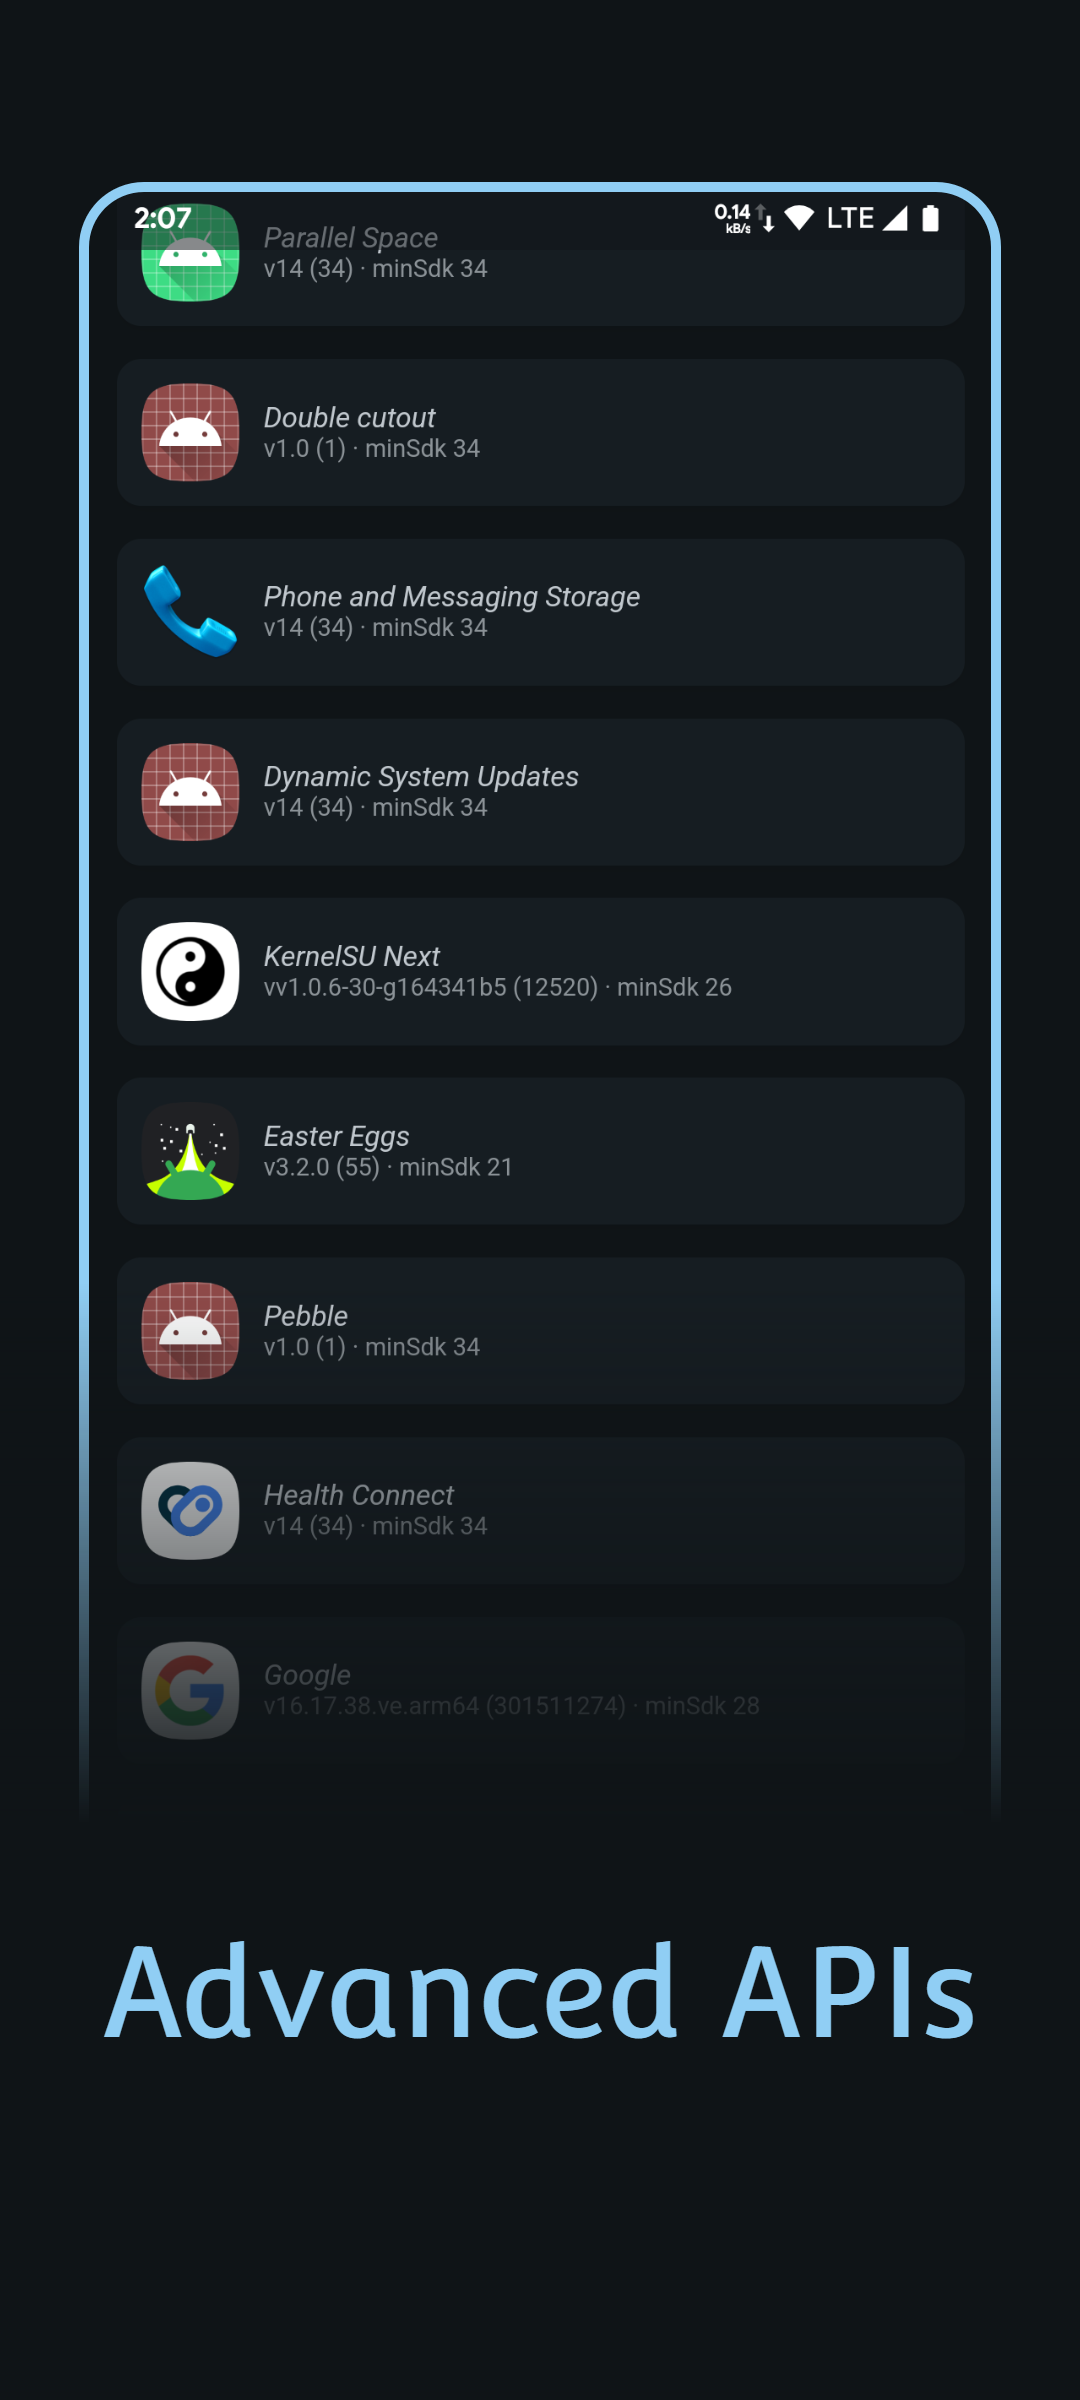 2:07
0.14
kB/s
LTE
Parallel Space
v14 (34) · minSdk 34
Double cutout
v1.0 (1) · minSdk 34
Phone and Messaging Storage
v14 (34) · minSdk 34
Dynamic System Updates
v14 (34) · minSdk 34
KernelSU Next
vv1.0.6-30-g164341b5 (12520) · minSdk 26
Easter Eggs
v3.2.0 (55) · minSdk 21
Pebble
v1.0 (1) · minSdk 34
Health Connect
v14 (34) · minSdk 34
Google
v16.17.38.ve.arm64 (301511274) · minSdk 28
Advanced APIs